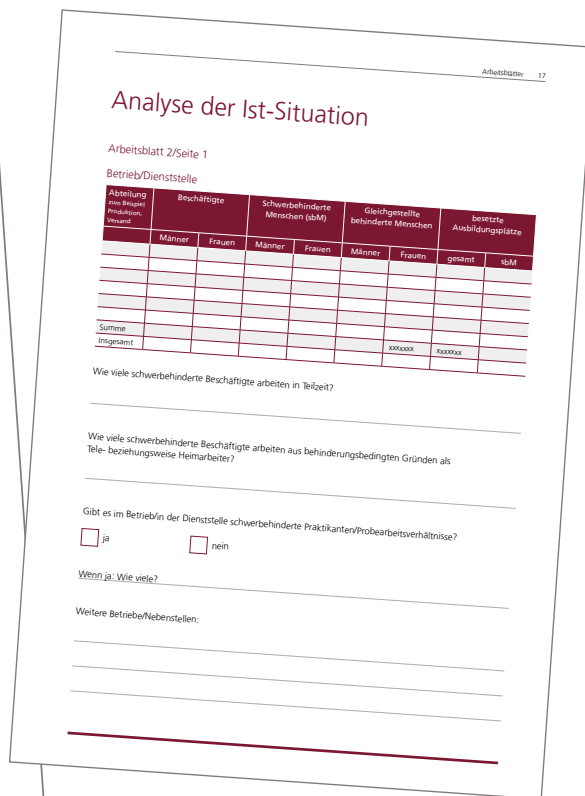 Arbeitsblätter 17
Analyse der Ist-Situation
Arbeitsblatt 2/Seite 1
Betrieb/Dienststelle
Abteilung
zum Beispiel
Produktion,
Versand
Beschäftigte
Schwerbehinderte
Menschen (sbM)
Gleichgestellte
behinderte Menschen
besetzte
Ausbildungsplätze
Männer Frauen Männer Frauen Männer Frauen gesamt sbM
Summe
xxxxxxx xxxxxxx
Insgesamt
Wie viele schwerbehinderte Beschäftigte arbeiten in Teilzeit?
Wie viele schwerbehinderte Beschäftigte arbeiten aus behinderungsbedingten Gründen als
Tele- beziehungsweise Heimarbeiter?
Gibt es im Betrieb/in der Dienststelle schwerbehinderte Praktikanten/Probearbeitsverhältnisse?
ja nein
Wenn ja: Wie viele?
Weitere Betriebe/Nebenstellen: